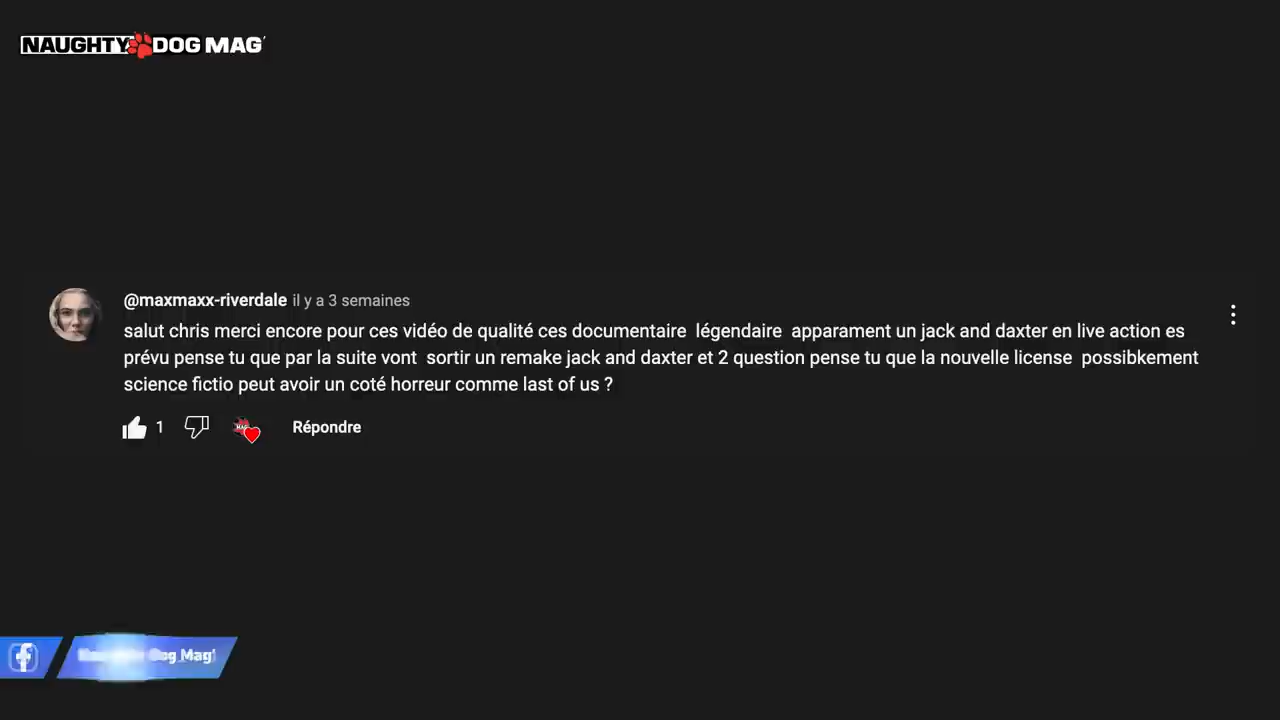 NAUGHTY DOG MAG'
@maxmaxx-riverdale il y a 3 semaines
salut chris merci encore pour ces vidéo de qualité ces documentaire légendaire apparament un jack and daxter en live action es
prévu pense tu que par la suite vont sortir un remake jack and daxter et 2 question pense tu que la nouvelle license possibkement
science fictio peut avoir un coté horreur comme last of us ?
1 Répondre
Dog Mag'